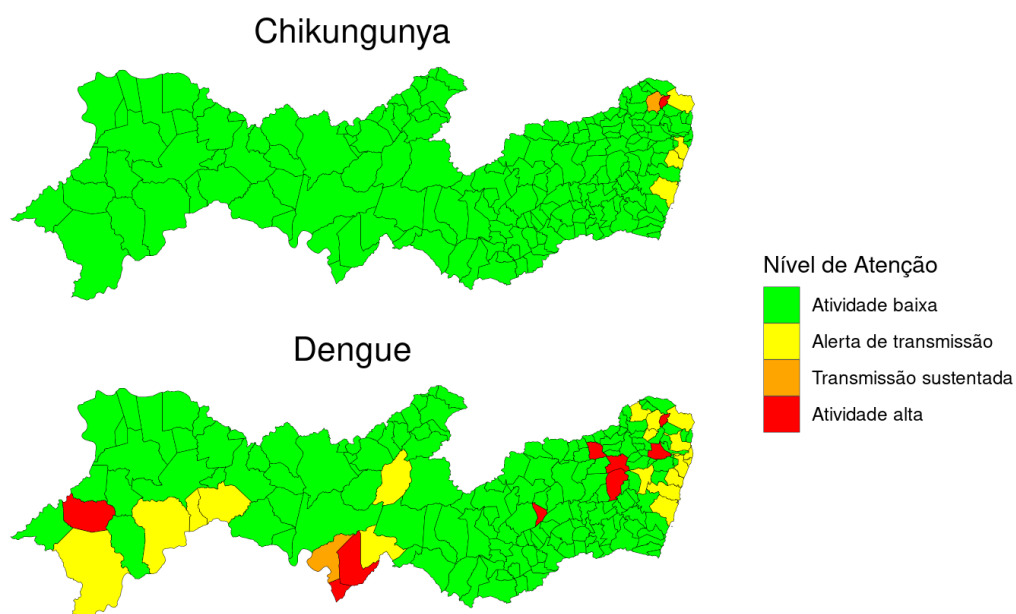 Chikungunya
Dengue
Nível de Atenção
Atividade baixa
Alerta de transmissão
Transmissão sustentada
Atividade alta